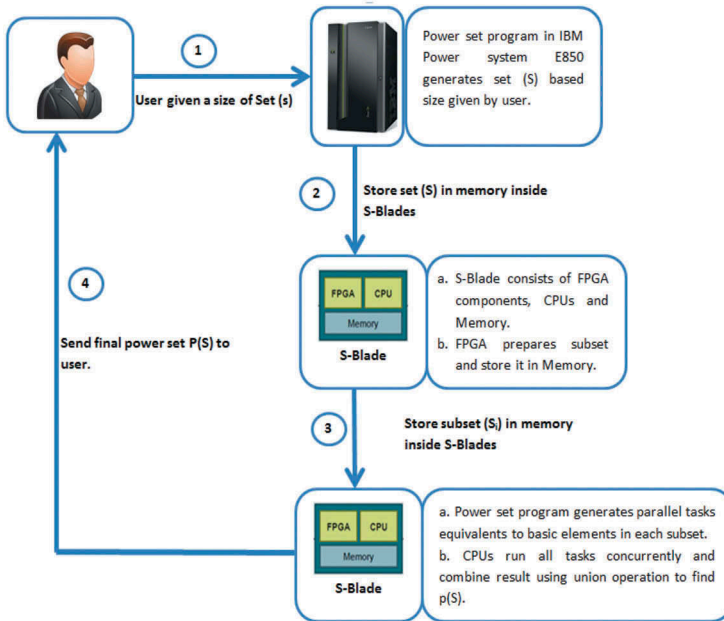 1
User given a size of Set (s)
Power set program in IBM
Power system E850
generates set (S) based
size given by user.
2
Store set (S) in memory inside
S-Blades
FPGA CPU
Memory
S-Blade
a. S-Blade consists of FPGA
components, CPUs and
Memory.
b. FPGA prepares subset
and store it in Memory.
4
Send final power set P(S) to
user.
3
Store subset (Sᵢ) in memory
inside S-Blades
FPGA CPU
Memory
S-Blade
a. Power set program generates parallel tasks
equivalents to basic elements in each subset.
b. CPUs run all tasks concurrently and
combine result using union operation to find
p(S).